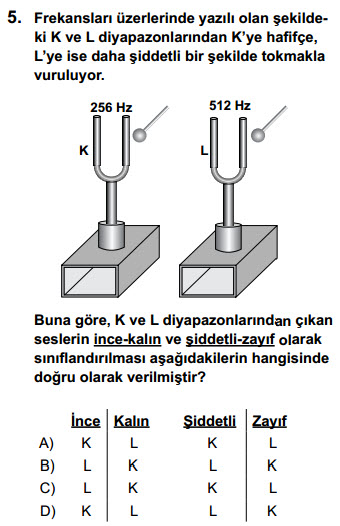 5. Frekansları üzerlerinde yazılı olan şekilde-
ki K ve L diyapazonlarından K'ye hafifçe,
L'ye ise daha şiddetli bir şekilde tokmakla
vuruluyor.
256 Hz 512 Hz
K L
Buna göre, K ve L diyapazonlarından çıkan
seslerin ince-kalın ve şiddetli-zayıf olarak
sınıflandırılması aşağıdakilerin hangisinde
doğru olarak verilmiştir?
İnce Kalın Şiddetli Zayıf
A) K L K L
B) L K L K
C) L K K L
D) K L L K